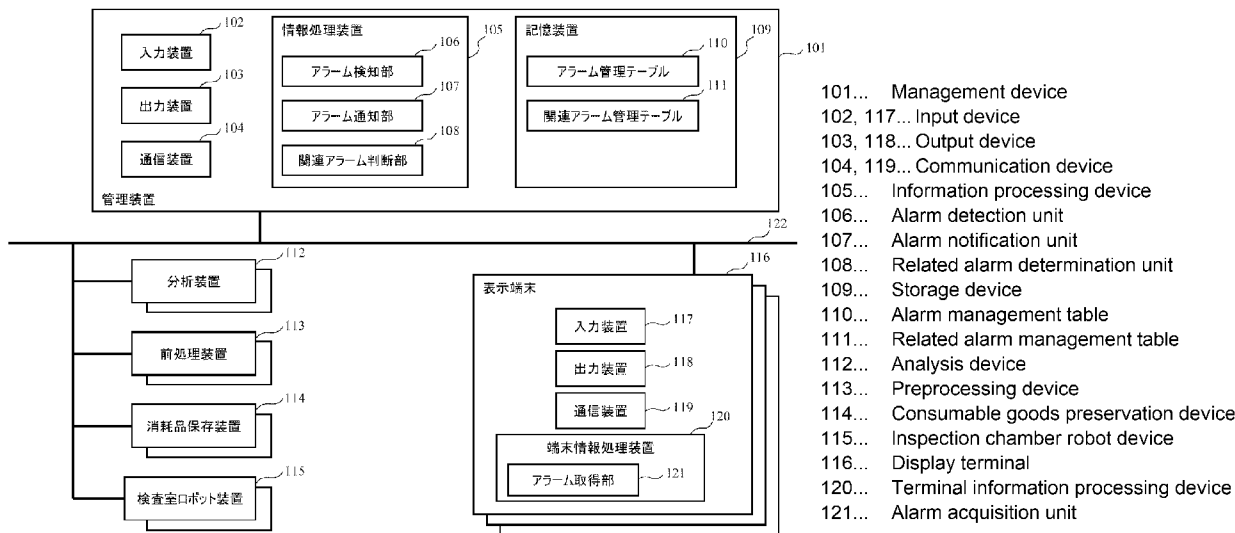 102
入力装置
103
出力装置
104
通信装置
管理装置
情報処理装置
105
106
アラーム検知部
107
アラーム通知部
108
関連アラーム判断部
記憶装置
109
110
アラーム管理テーブル
111
関連アラーム管理テーブル
101
122
112
分析装置
113
前処理装置
114
消耗品保存装置
115
検査室ロボット装置
116
表示端末
入力装置
117
出力装置
118
通信装置
119
120
端末情報処理装置
アラーム取得部
121
101... Management device
102, 117... Input device
103, 118... Output device
104, 119... Communication device
105... Information processing device
106... Alarm detection unit
107... Alarm notification unit
108... Related alarm determination unit
109... Storage device
110... Alarm management table
111... Related alarm management table
112... Analysis device
113... Preprocessing device
114... Consumable goods preservation device
115... Inspection chamber robot device
116... Display terminal
120... Terminal information processing device
121... Alarm acquisition unit